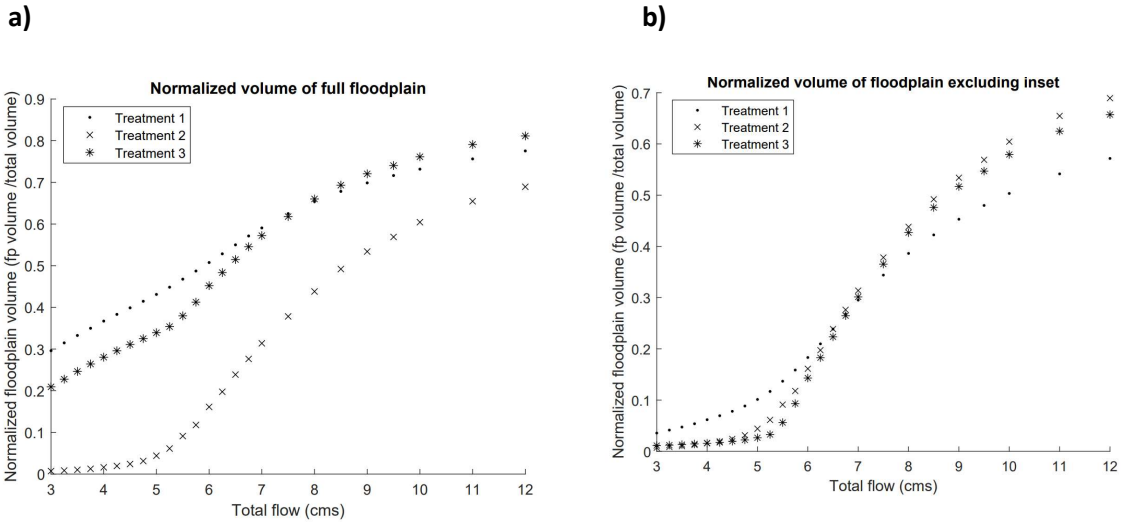 a)
Normalized volume of full floodplain
Normalized floodplain volume (fp volume /total volume)
0.9
0.8
0.7
0.6
0.5
0.4
0.3
0.2
0.1
0
Treatment 1
Treatment 2
Treatment 3
3 4 5 6 7 8 9 10 11 12
Total flow (cms)
b)
Normalized volume of floodplain excluding inset
Normalized floodplain volume (fp volume /total volume)
0.7
0.6
0.5
0.4
0.3
0.2
0.1
0
Treatment 1
Treatment 2
Treatment 3
3 4 5 6 7 8 9 10 11 12
Total flow (cms)